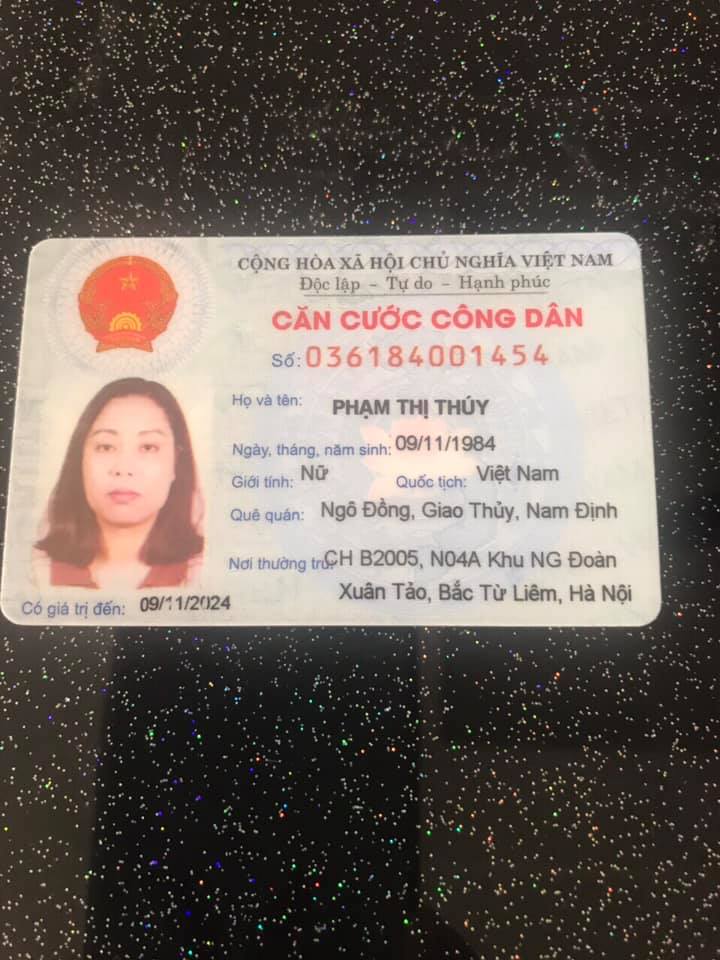 CỘNG HÒA XÃ HỘI CHỦ NGHĨA VIỆT NAM
Độc lập – Tự do – Hạnh phúc
CĂN CƯỚC CÔNG DÂN
Số: 036184001454
Họ và tên: PHẠM THỊ THÚY
Ngày, tháng, năm sinh: 09/11/1984
Giới tính: Nữ Quốc tịch: Việt Nam
Quê quán: Ngô Đồng, Giao Thủy, Nam Định
Nơi thường trú: CH B2005, N04A Khu NG Đoàn
Xuân Tảo, Bắc Từ Liêm, Hà Nội
Có giá trị đến: 09/11/2024